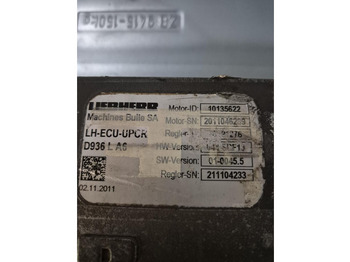 LIEBHERR
Machines Bulle SA
LH-ECU-UPCR
D936 L A6
02.11.2011
Motor-ID: 10135622
Motor-SN:
Regler-
HW-Version:
SW-Version: 01-0045.5
Regler-SN: 211104233